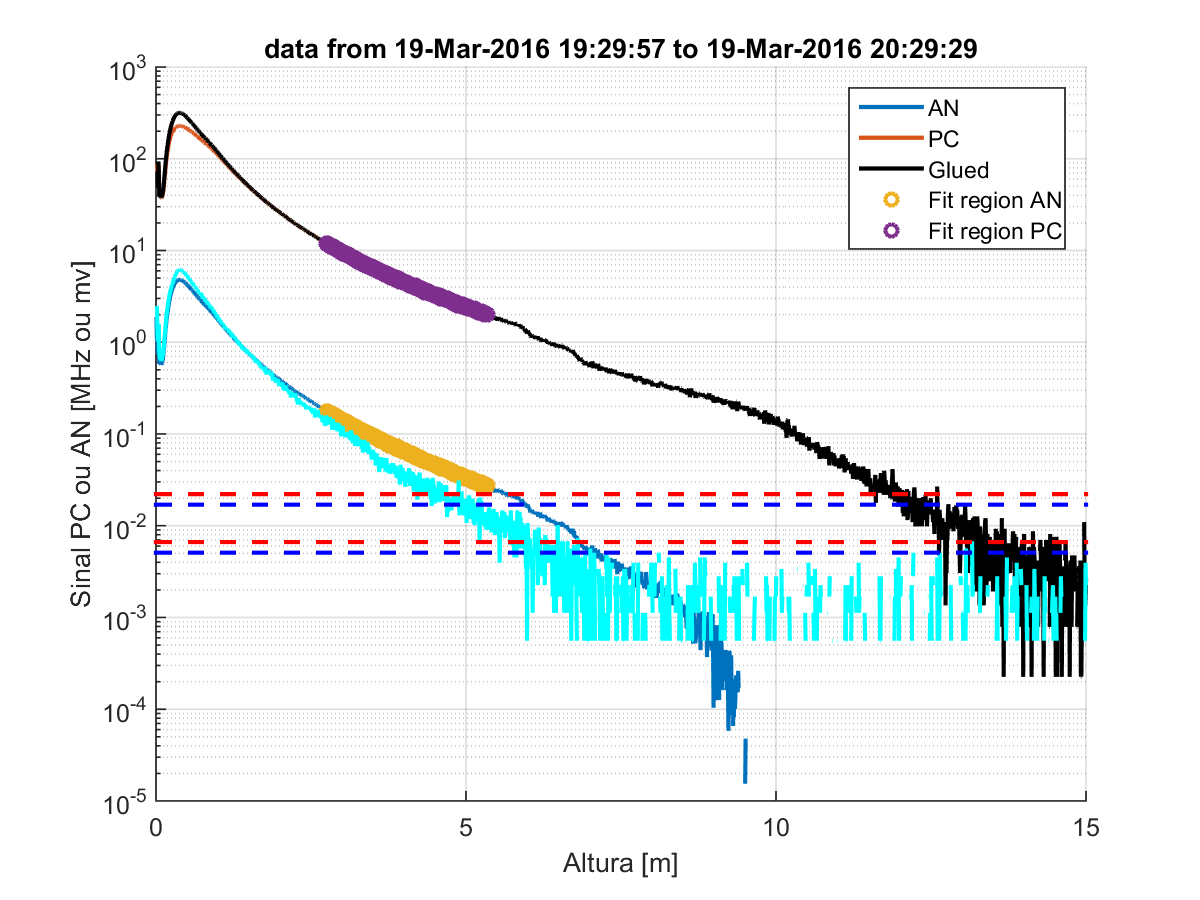 data from 19-Mar-2016 19:29:57 to 19-Mar-2016 20:29:29
Sinal PC ou AN [MHz ou mv]
10^3
10^2
10^1
10^0
10^-1
10^-2
10^-3
10^-4
10^-5
AN
PC
Glued
Fit region AN
Fit region PC
0 5 10 15
Altura [m]